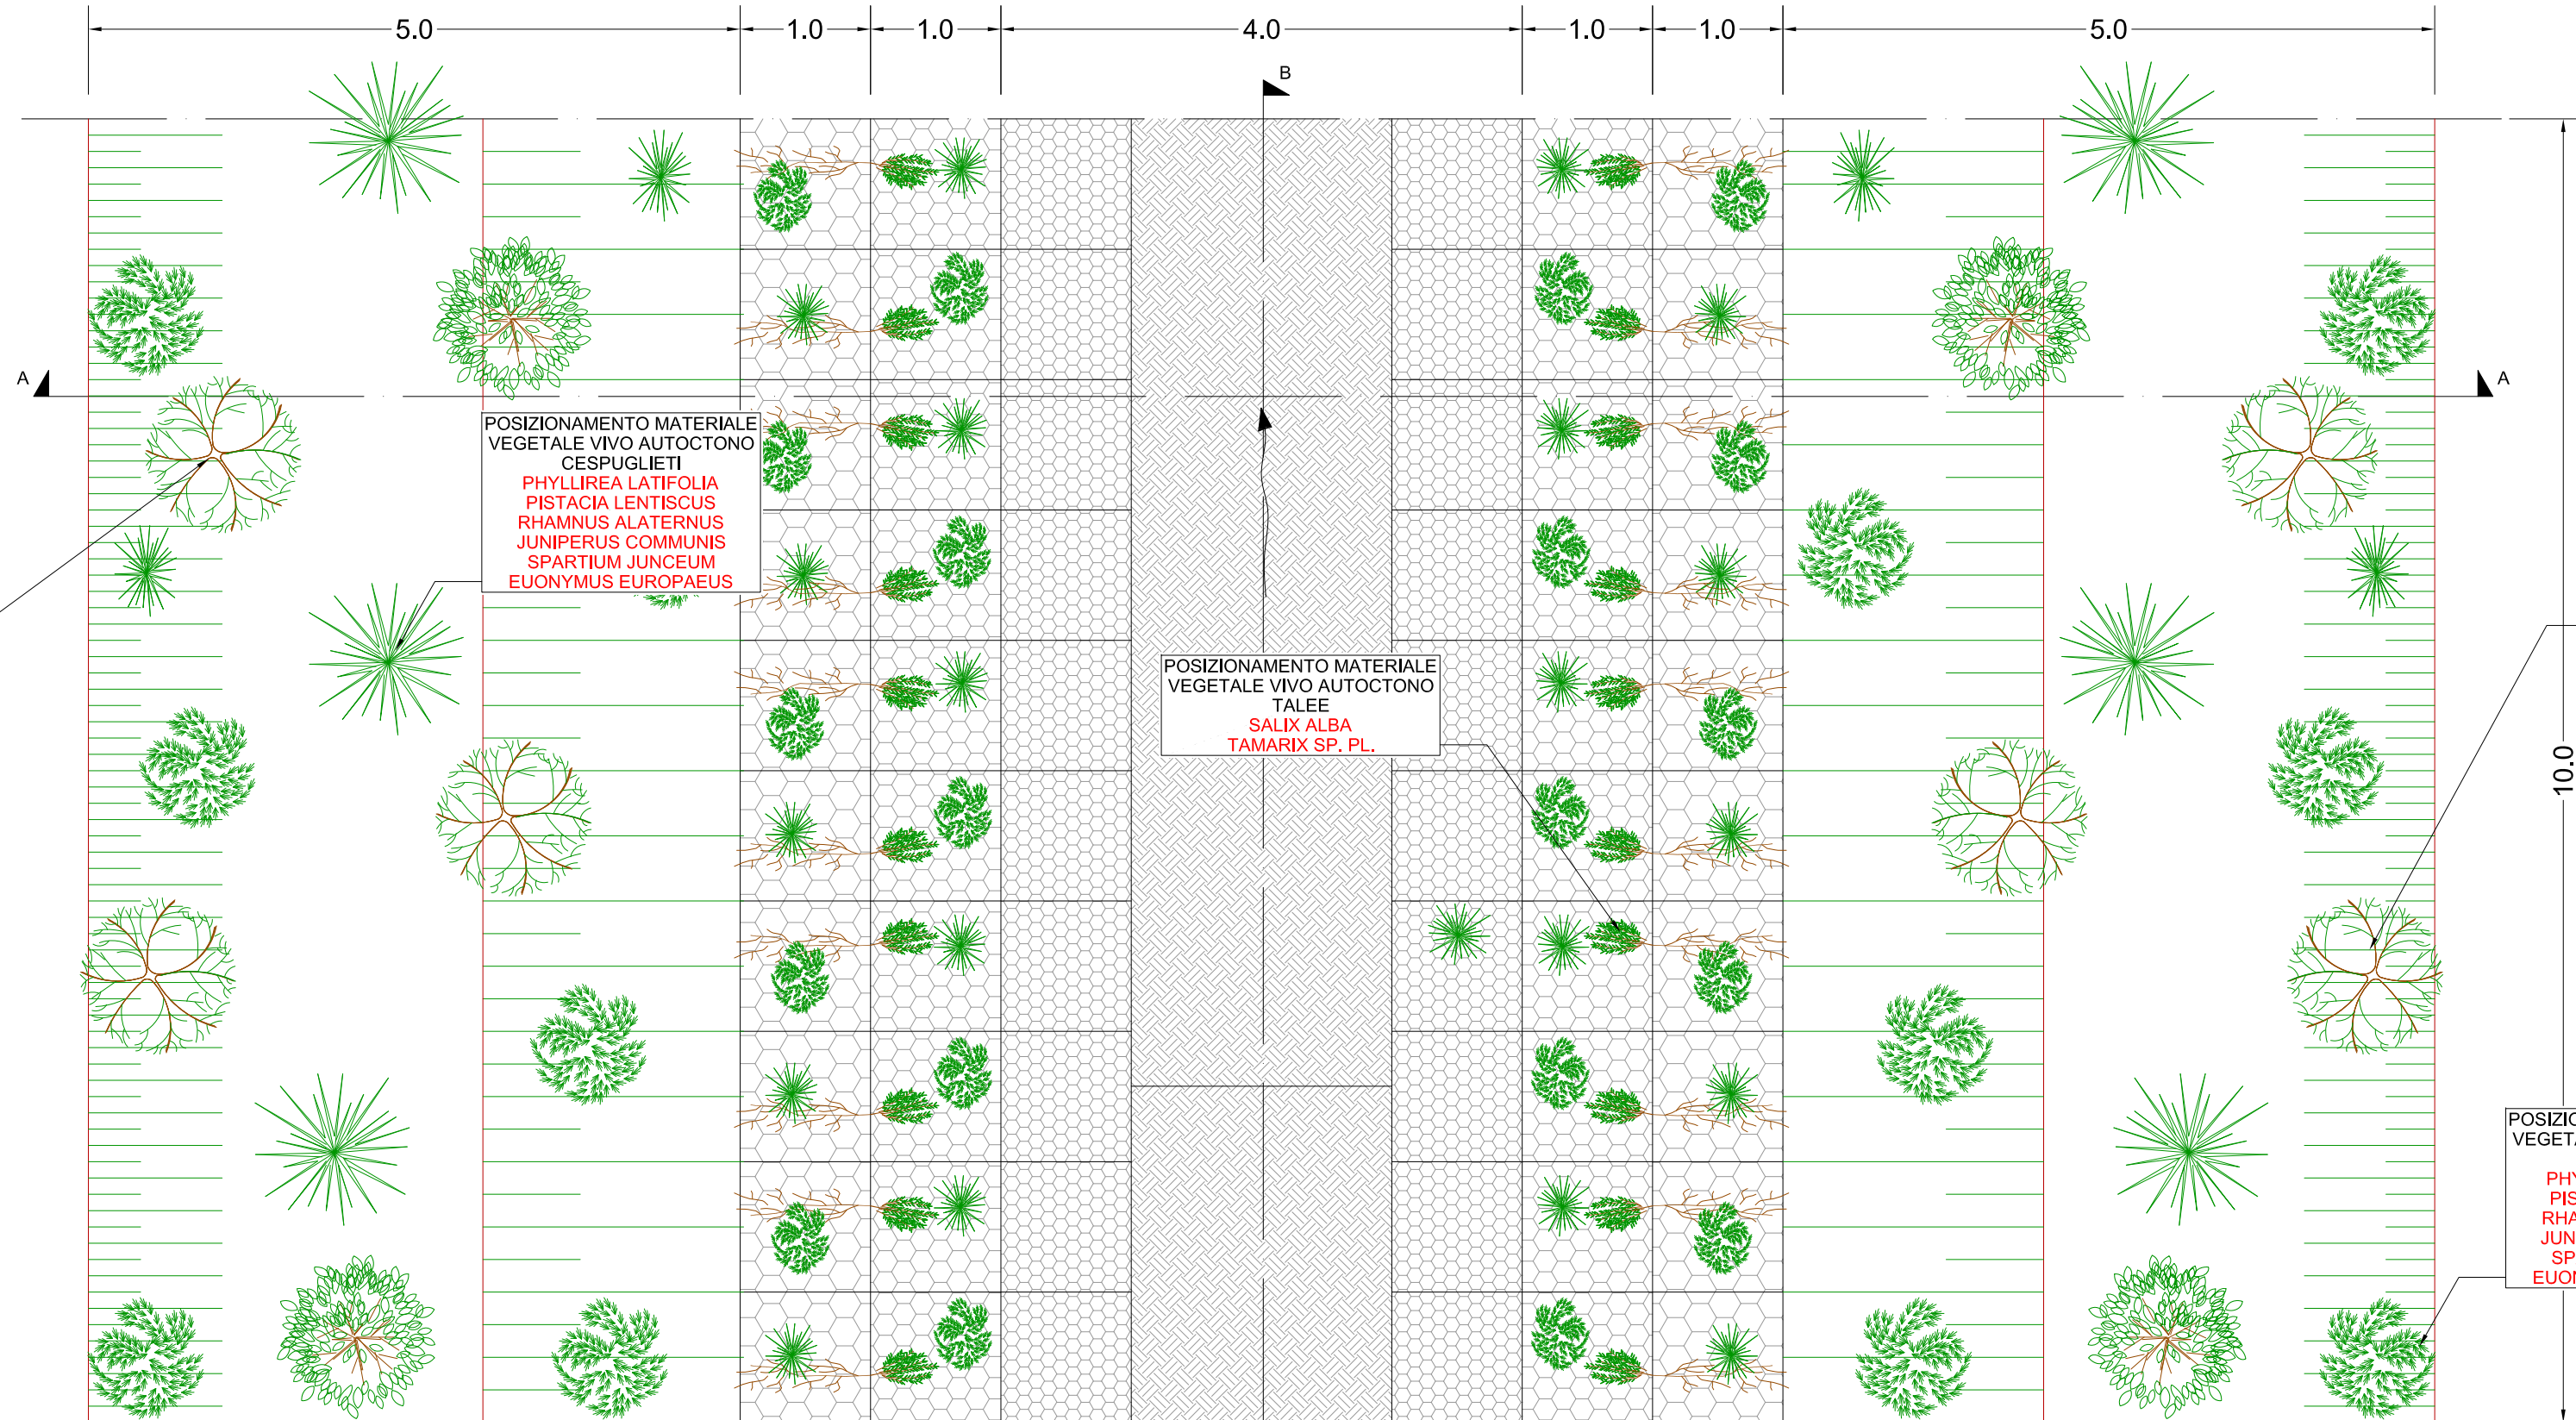 5.0
1.0
1.0
4.0
1.0
1.0
5.0
B
A
A
POSIZIONAMENTO MATERIALE
VEGETALE VIVO AUTOCTONO
CESPUGLIETI
PHYLLIREA LATIFOLIA
PISTACIA LENTISCUS
RHAMNUS ALATERNUS
JUNIPERUS COMMUNIS
SPARTIUM JUNCEUM
EUONYMUS EUROPAEUS
POSIZIONAMENTO MATERIALE
VEGETALE VIVO AUTOCTONO
TALEE
SALIX ALBA
TAMARIX SP. PL.
10.0